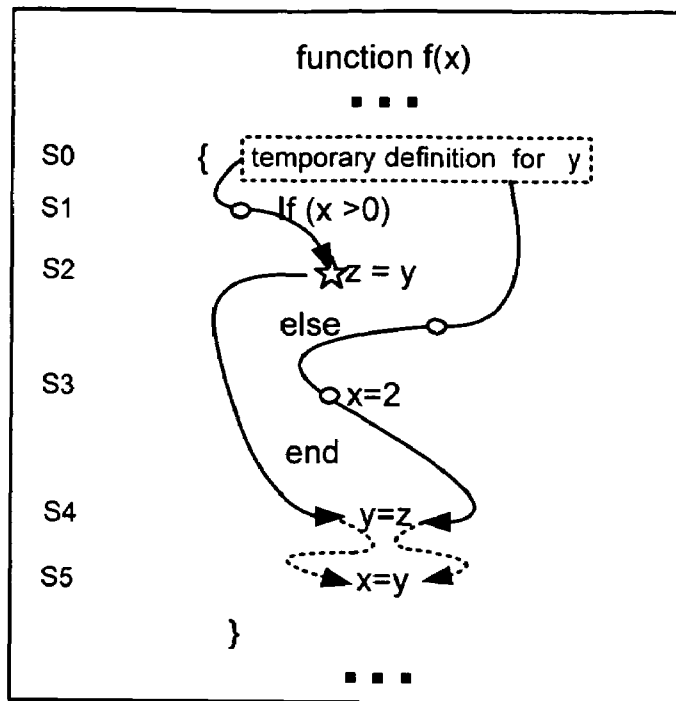 function f(x)
...
S0 { temporary definition for y
S1 If (x >0)
S2 z = y
else
S3 x=2
end
S4 y=z
S5 x=y
}
...